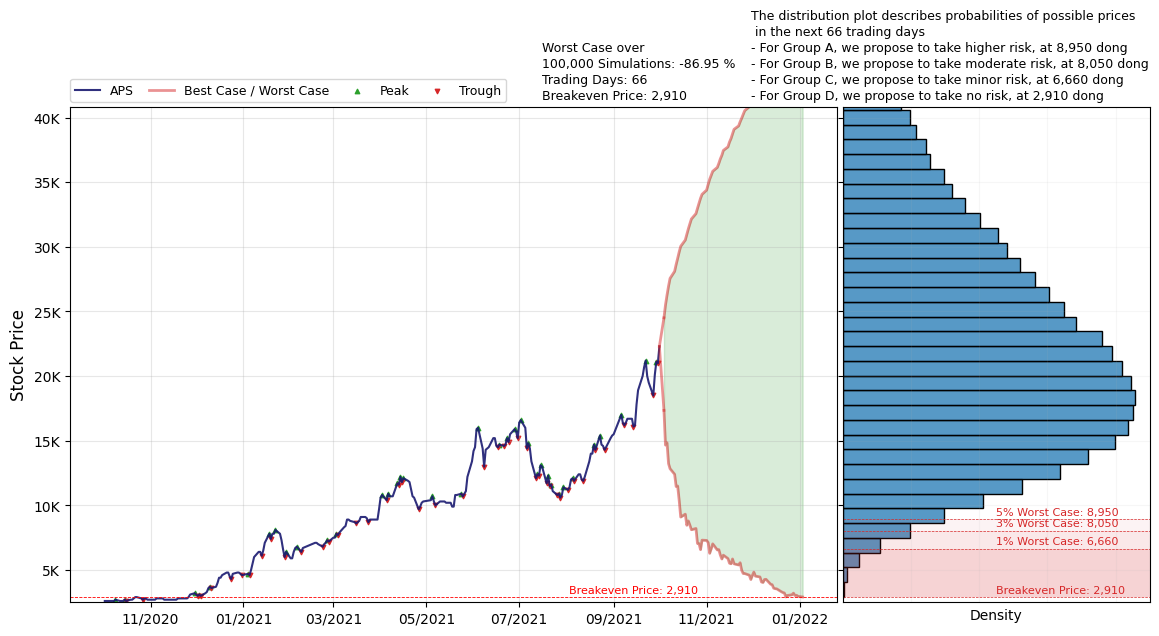 The distribution plot describes probabilities of possible prices
in the next 66 trading days
- For Group A, we propose to take higher risk, at 8,950 dong
- For Group B, we propose to take moderate risk, at 8,050 dong
- For Group C, we propose to take minor risk, at 6,660 dong
- For Group D, we propose to take no risk, at 2,910 dong
Worst Case over
100,000 Simulations: -86.95 %
Trading Days: 66
Breakeven Price: 2,910
APS
Best Case / Worst Case
Peak
Trough
Stock Price
40K
35K
30K
25K
20K
15K
10K
5K
Breakeven Price: 2,910
11/2020
01/2021
3/2021
05/2021
07/2021
09/2021
11/2021
01/2022
5% Worst Case: 8,950
3% Worst Case: 8,050
1% Worst Case: 6,660
Breakeven Price: 2,910
Density